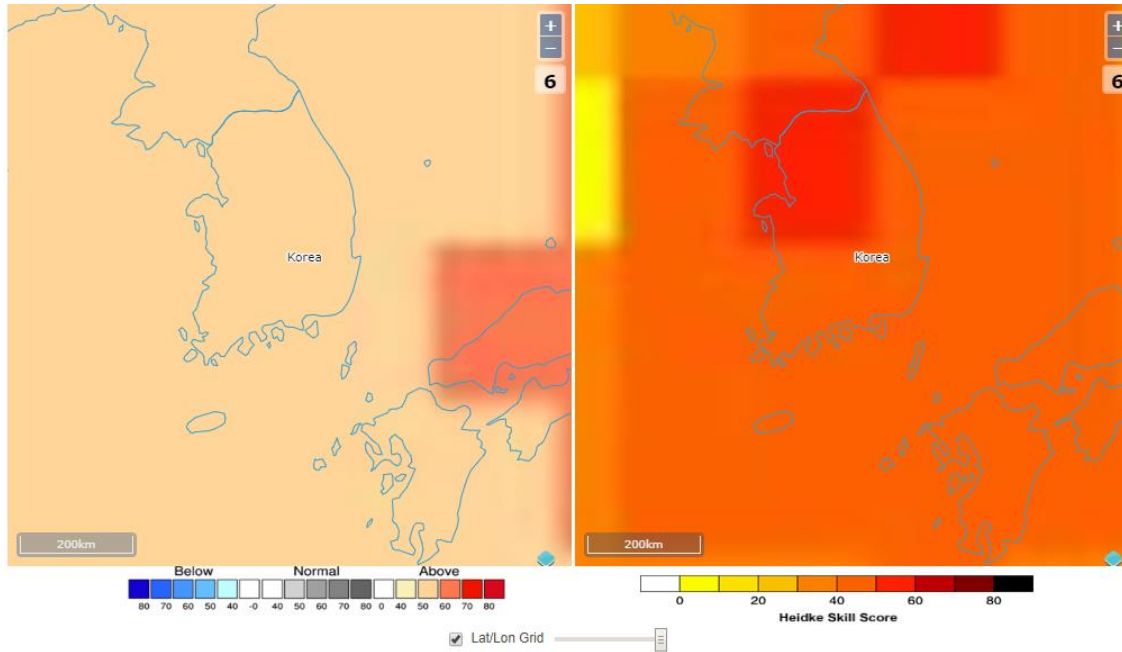 +
−
6
+
−
6
Korea
Korea
200km
200km
Below Normal Above
80 70 60 50 40 -0 40 50 60 70 80 0 40 50 60 70 80
0 20 40 60 80
Heidke Skill Score
Lat/Lon Grid